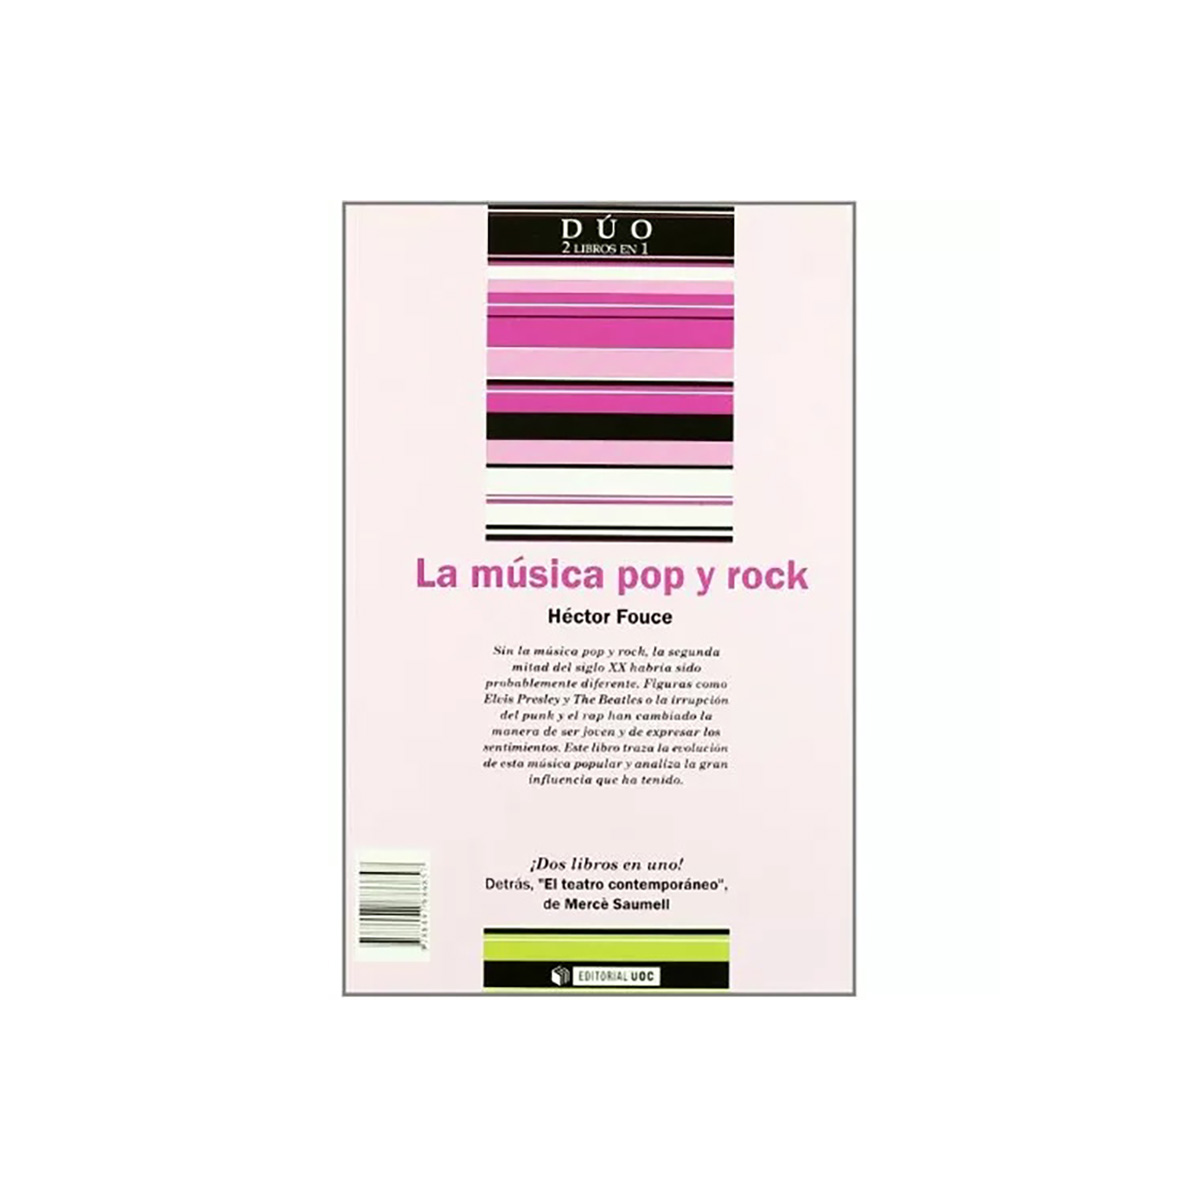 DÚO
2 LIBROS EN 1
La música pop y rock
Héctor Fouce
Sin la música pop y rock, la segunda
mitad del siglo XX habría sido
probablemente diferente. Figuras como
Elvis Presley y The Beatles o la irrupción
del punk y el rap han cambiado la
manera de ser joven y de expresar los
sentimientos. Este libro traza la evolución
de esta música popular y analiza la gran
influencia que ha tenido.
¡Dos libros en uno!
Detrás, "El teatro contemporáneo",
de Mercè Saumell
EDITORIAL UOC